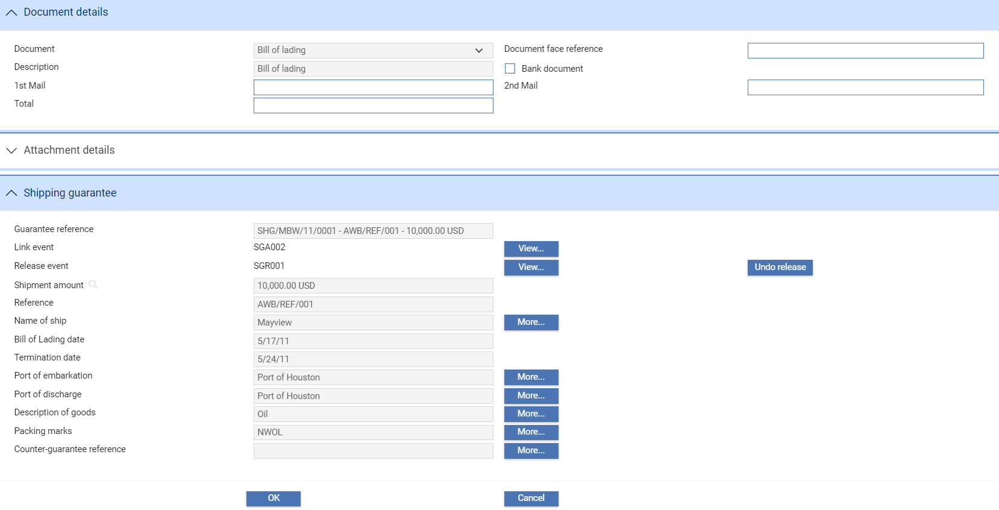 Document details
Document Bill of lading Document face reference
Description Bill of lading Bank document
1st Mail 2nd Mail
Total
Attachment details
Shipping guarantee
Guarantee reference SHG/MBW/11/0001 - AWB/REF/001 - 10,000.00 USD
Link event SGA002 View...
Release event SGR001 View... Undo release
Shipment amount 10,000.00 USD
Reference AWB/REF/001
Name of ship Mayview More...
Bill of Lading date 5/17/11
Termination date 5/24/11
Port of embarkation Port of Houston More...
Port of discharge Port of Houston More...
Description of goods Oil More...
Packing marks NWOL More...
Counter-guarantee reference More...
OK Cancel